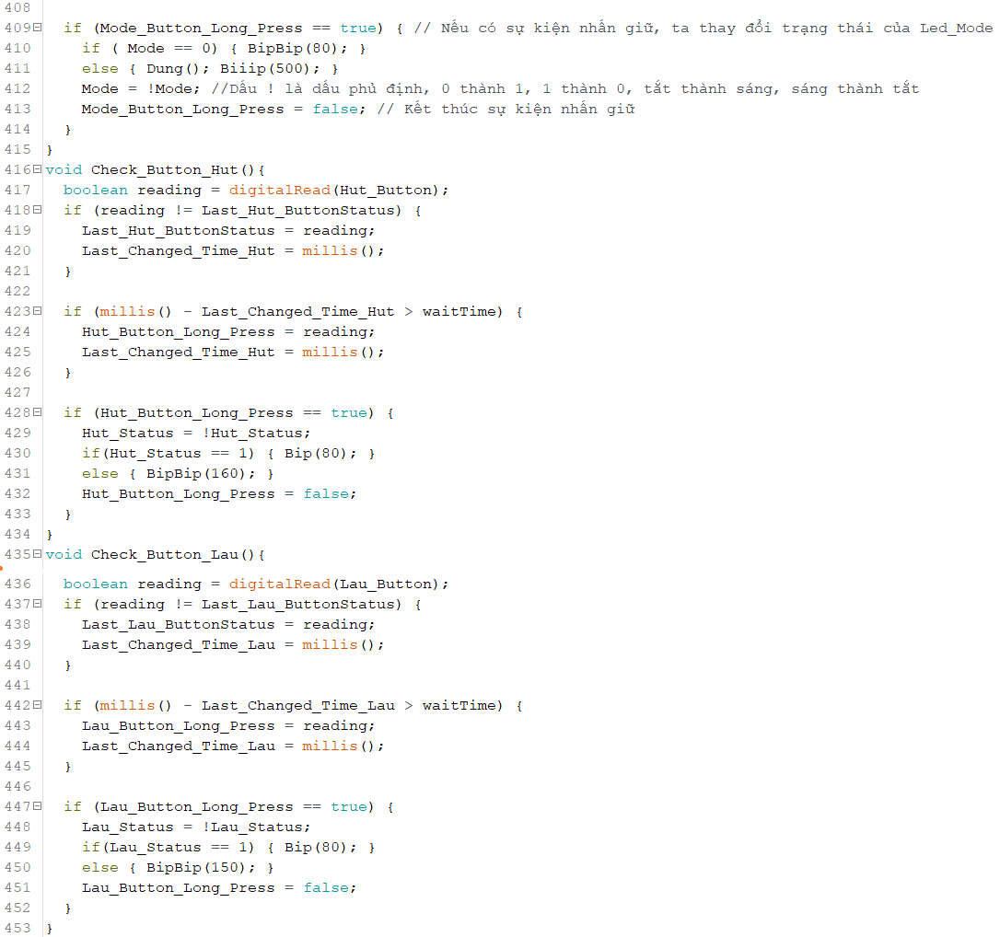 408
409 if (Mode_Button_Long_Press == true) { // Nếu có sự kiện nhấn giữ, ta thay đổi trạng thái của Led_Mode
410 if ( Mode == 0) { BipBip(80); }
411 else { Dung(); Biiip(500); }
412 Mode = !Mode; //Dấu ! là dấu phủ định, 0 thành 1, 1 thành 0, tắt thành sáng, sáng thành tắt
413 Mode_Button_Long_Press = false; // Kết thúc sự kiện nhấn giữ
414 }
415 }
416 void Check_Button_Hut(){
417 boolean reading = digitalRead(Hut_Button);
418 if (reading != Last_Hut_ButtonStatus) {
419 Last_Hut_ButtonStatus = reading;
420 Last_Changed_Time_Hut = millis();
421 }
422
423 if (millis() - Last_Changed_Time_Hut > waitTime) {
424 Hut_Button_Long_Press = reading;
425 Last_Changed_Time_Hut = millis();
426 }
427
428 if (Hut_Button_Long_Press == true) {
429 Hut_Status = !Hut_Status;
430 if(Hut_Status == 1) { Bip(80); }
431 else { BipBip(160); }
432 Hut_Button_Long_Press = false;
433 }
434 }
435 void Check_Button_Lau(){
436 boolean reading = digitalRead(Lau_Button);
437 if (reading != Last_Lau_ButtonStatus) {
438 Last_Lau_ButtonStatus = reading;
439 Last_Changed_Time_Lau = millis();
440 }
441
442 if (millis() - Last_Changed_Time_Lau > waitTime) {
443 Lau_Button_Long_Press = reading;
444 Last_Changed_Time_Lau = millis();
445 }
446
447 if (Lau_Button_Long_Press == true) {
448 Lau_Status = !Lau_Status;
449 if(Lau_Status == 1) { Bip(80); }
450 else { BipBip(150); }
451 Lau_Button_Long_Press = false;
452 }
453 }